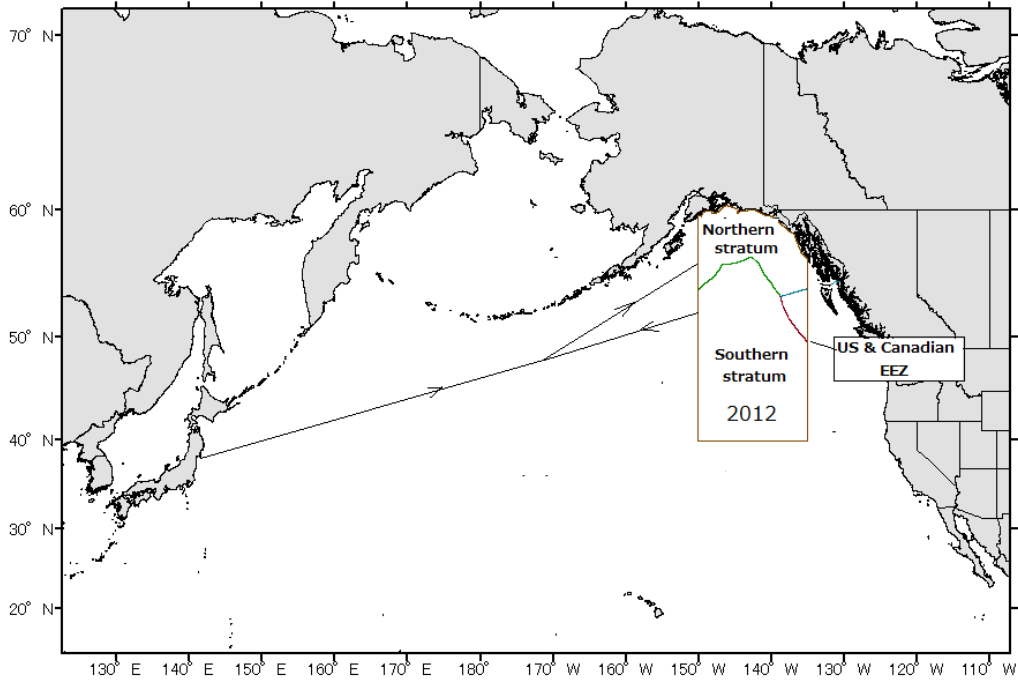 70° N
60° N
Northern
stratum
50° N
US & Canadian
EEZ
Southern
stratum
2012
40° N
30° N
20° N
130° E 140° E 150° E 160° E 170° E 180° 170° W 160° W 150° W 140° W 130° W 120° W 110° W